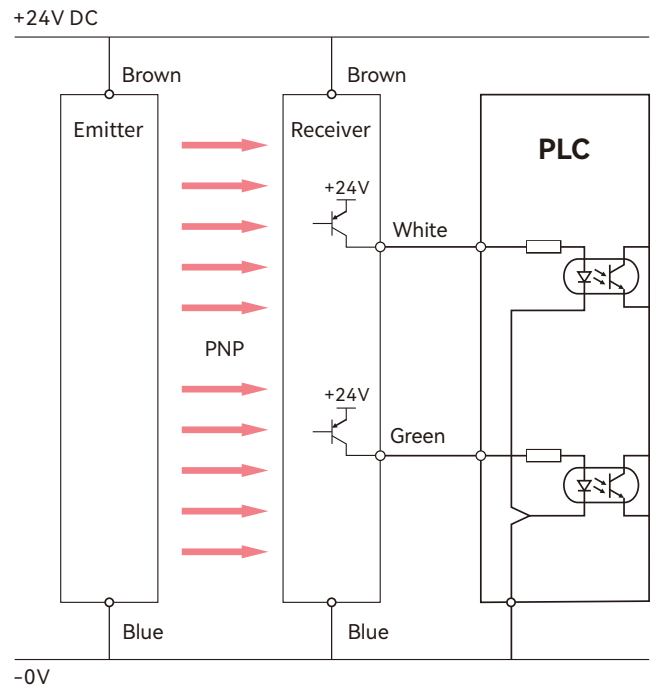 +24V DC
Brown
Brown
Emitter
Receiver
PLC
+24V
White
PNP
+24V
Green
Blue
Blue
-0V